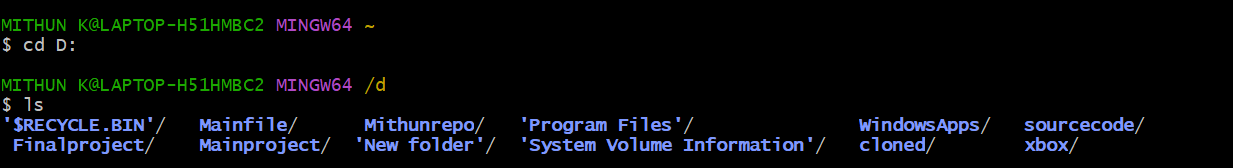 MITHUN K@LAPTOP-H51HMBC2 MINGW64 ~
$ cd D:
MITHUN K@LAPTOP-H51HMBC2 MINGW64 /d
$ ls
'$RECYCLE.BIN'/ Mainfile/ Mithunrepo/ 'Program Files'/ WindowsApps/ sourcecode/
Finalproject/ Mainproject/ 'New folder'/ 'System Volume Information'/ cloned/ xbox/